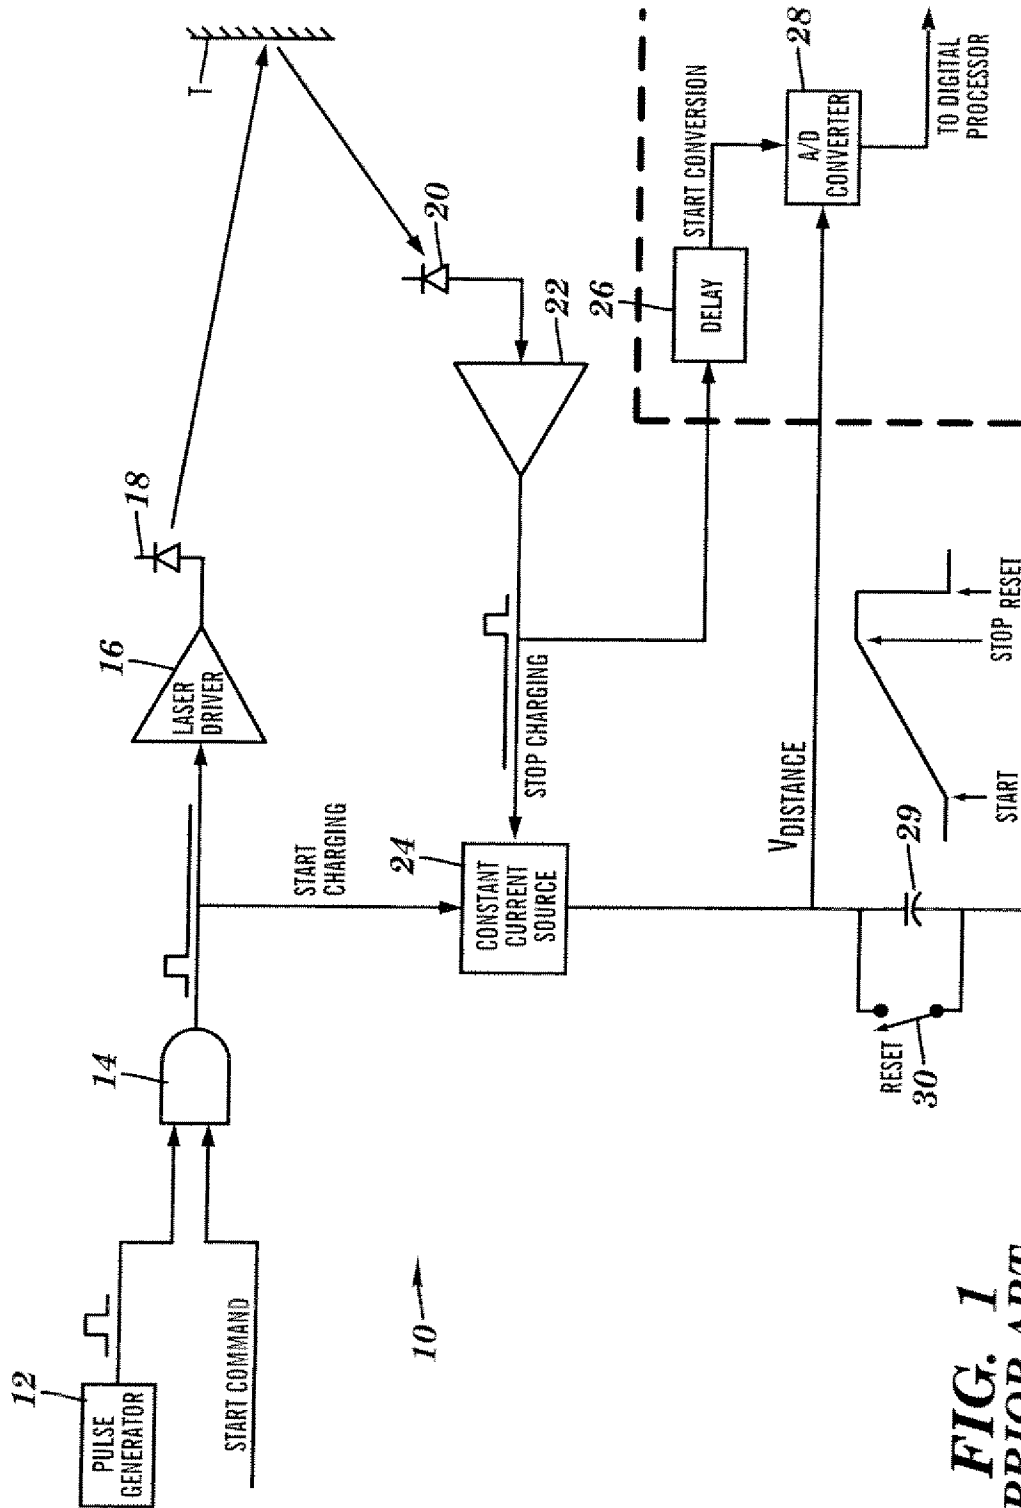 12
PULSE
GENERATOR
START COMMAND
14
16
LASER
DRIVER
18
T
START
CHARGING
10
20
22
24
CONSTANT
CURRENT
SOURCE
STOP CHARGING
26
DELAY
START CONVERSION
28
A/D
CONVERTER
TO DIGITAL
PROCESSOR
VDISTANCE
RESET
30
29
START
STOP
RESET
FIG. 1
PRIOR ART